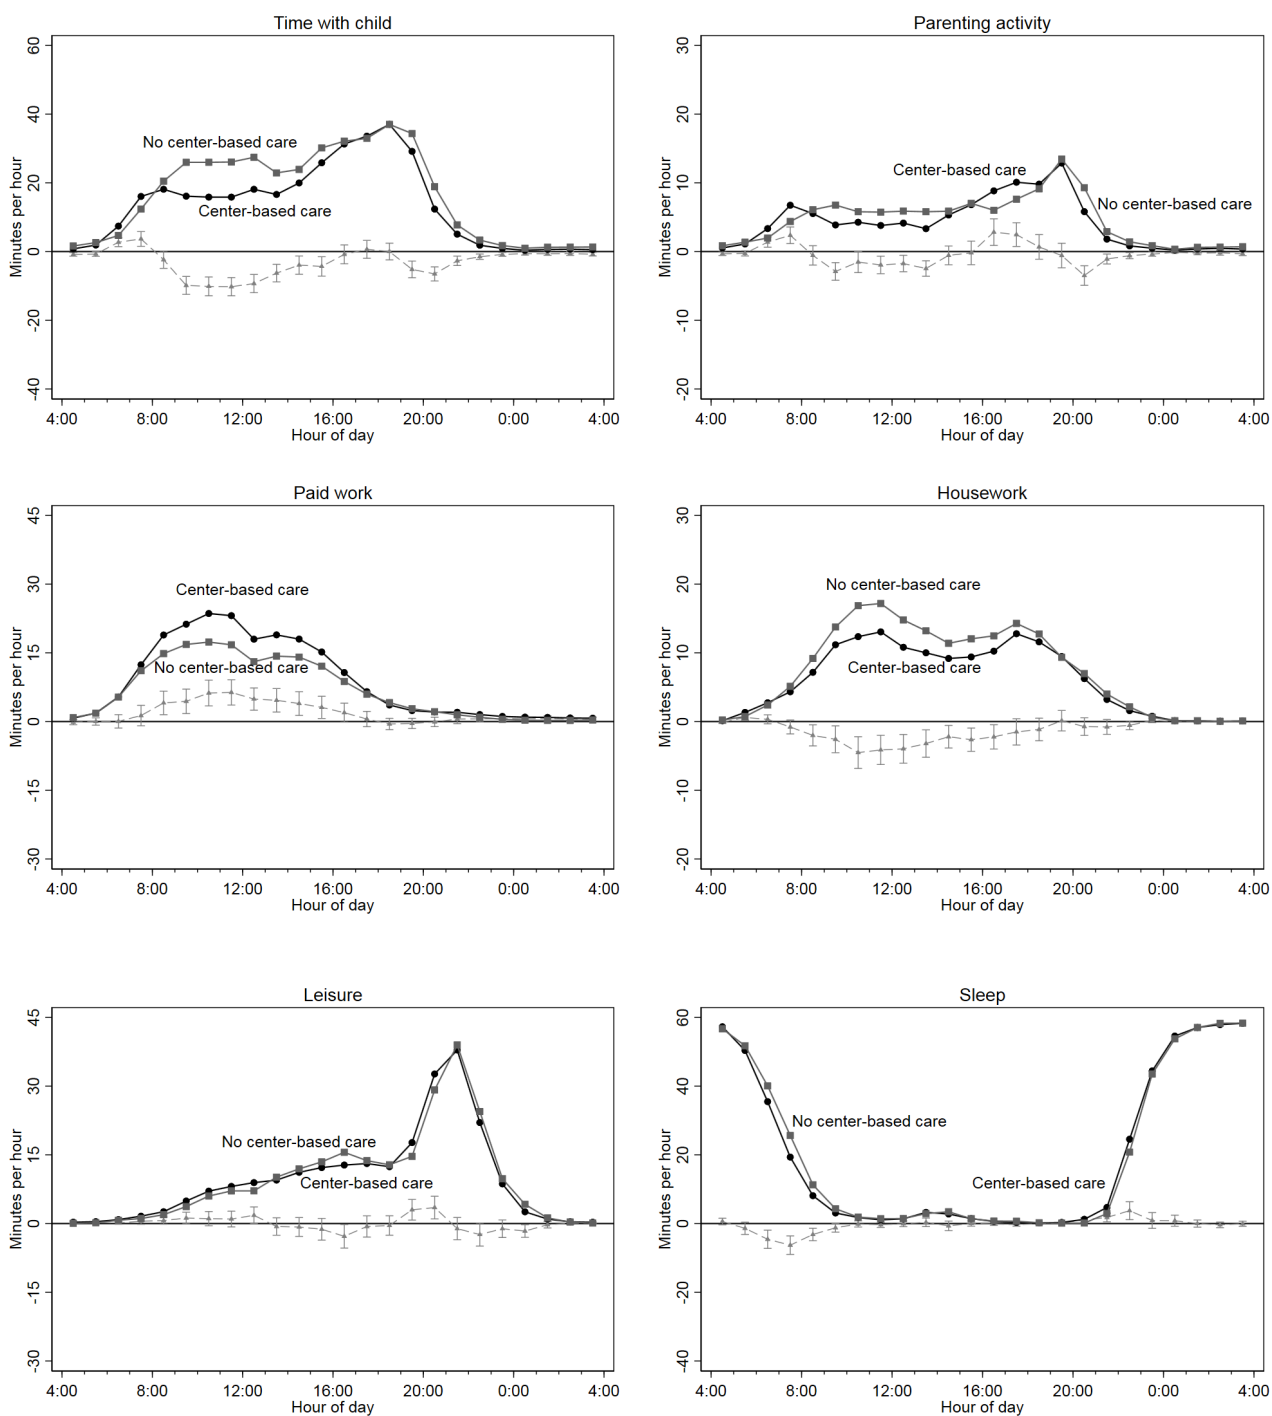 Time with child
60
40
20
0
-20
-40
Minutes per hour
No center-based care
Center-based care
4:00 8:00 12:00 16:00 20:00 0:00 4:00
Hour of day
Parenting activity
30
20
10
0
-10
-20
Minutes per hour
Center-based care
No center-based care
4:00 8:00 12:00 16:00 20:00 0:00 4:00
Hour of day
Paid work
45
30
15
0
-15
-30
Minutes per hour
Center-based care
No center-based care
4:00 8:00 12:00 16:00 20:00 0:00 4:00
Hour of day
Housework
30
20
10
0
-10
-20
Minutes per hour
No center-based care
Center-based care
4:00 8:00 12:00 16:00 20:00 0:00 4:00
Hour of day
Leisure
45
30
15
0
-15
-30
Minutes per hour
No center-based care
Center-based care
4:00 8:00 12:00 16:00 20:00 0:00 4:00
Hour of day
Sleep
60
40
20
0
-20
-40
Minutes per hour
No center-based care
Center-based care
4:00 8:00 12:00 16:00 20:00 0:00 4:00
Hour of day